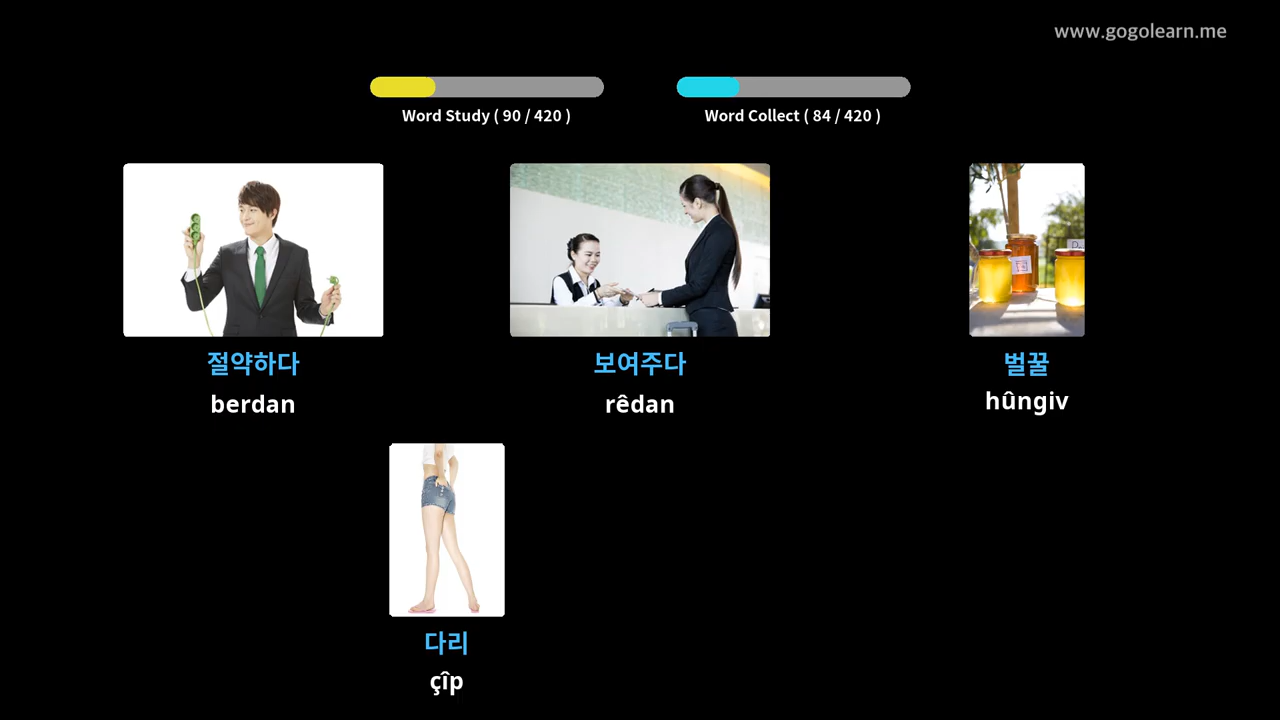 www.gogolearn.me
Word Study ( 90 / 420 )
Word Collect ( 84 / 420 )
절약하다
berdan
보여주다
rêdan
벌꿀
hûngiv
다리
çîp